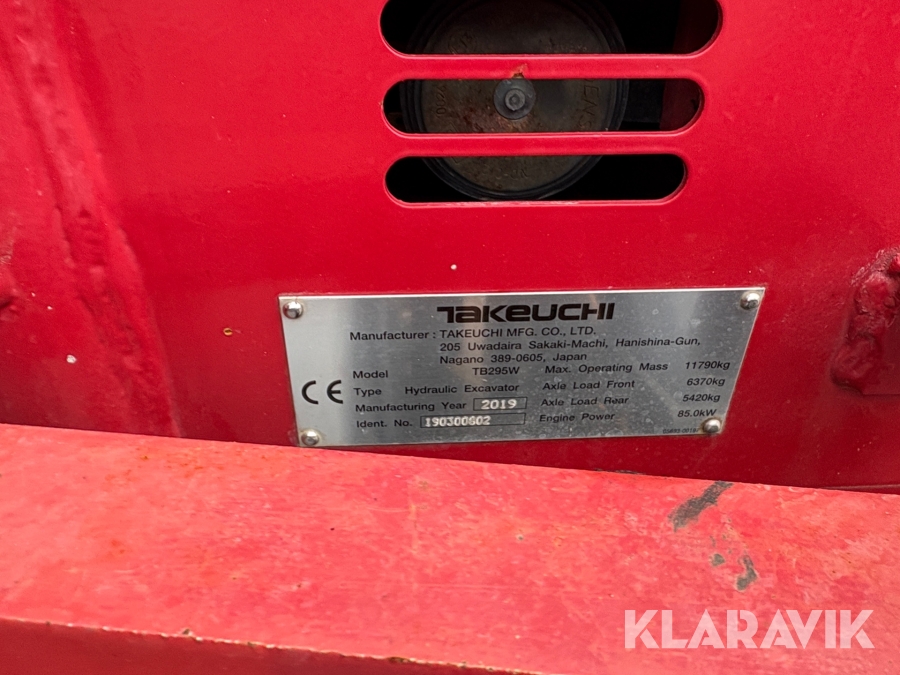 TAKEUCHI
Manufacturer : TAKEUCHI MFG. CO., LTD.
205 Uwadaira Sakaki-Machi, Hanishina-Gun,
Nagano 389-0605, Japan
Model TB295W Max. Operating Mass 11790kg
CE Type Hydraulic Excavator Axle Load Front 6370kg
Manufacturing Year 2019 Axle Load Rear 5420kg
Ident. No. 190300602 Engine Power 85.0kW
KLARAVIK